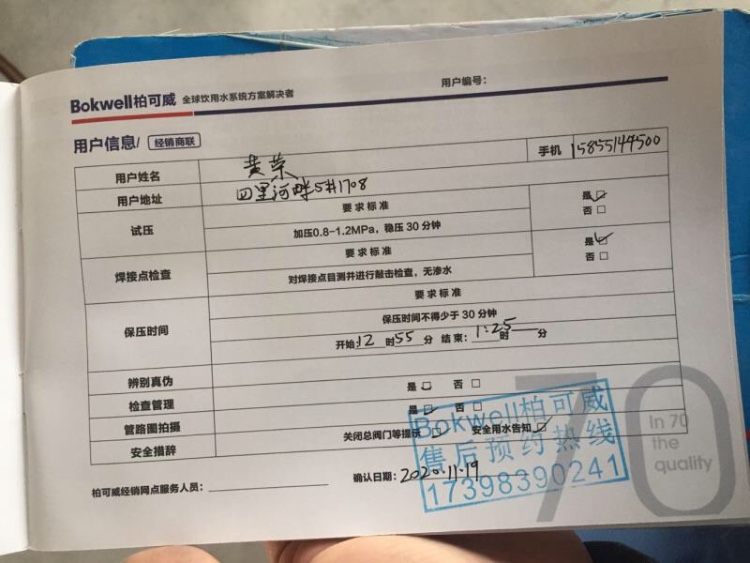 Bokwell柏可威 全球饮用水系统方案解决者
用户编号：
用户信息/ 经销商联
用户姓名 黄荣 手机 15855144500
用户地址 四里河畔5#1708
试压 要求标准 是☑
加压0.8-1.2MPa，稳压 30 分钟 否□
焊接点检查 要求标准 是☑
对焊接点目测并进行敲击检查，无渗水 否□
保压时间 要求标准
保压时间不得少于 30 分钟
开始:12 时55 分 结束: 1:25 时 分
辨别真伪 是□ 否□
检查管理 是□ 否□
管路图拍摄
安全措辞 关闭总阀门等提示 安全用水告知
柏可威经销网点服务人员：
确认日期：2020.11.19
Bokwell柏可威
售后预约热线
17398390241
70
In 70
the
quality